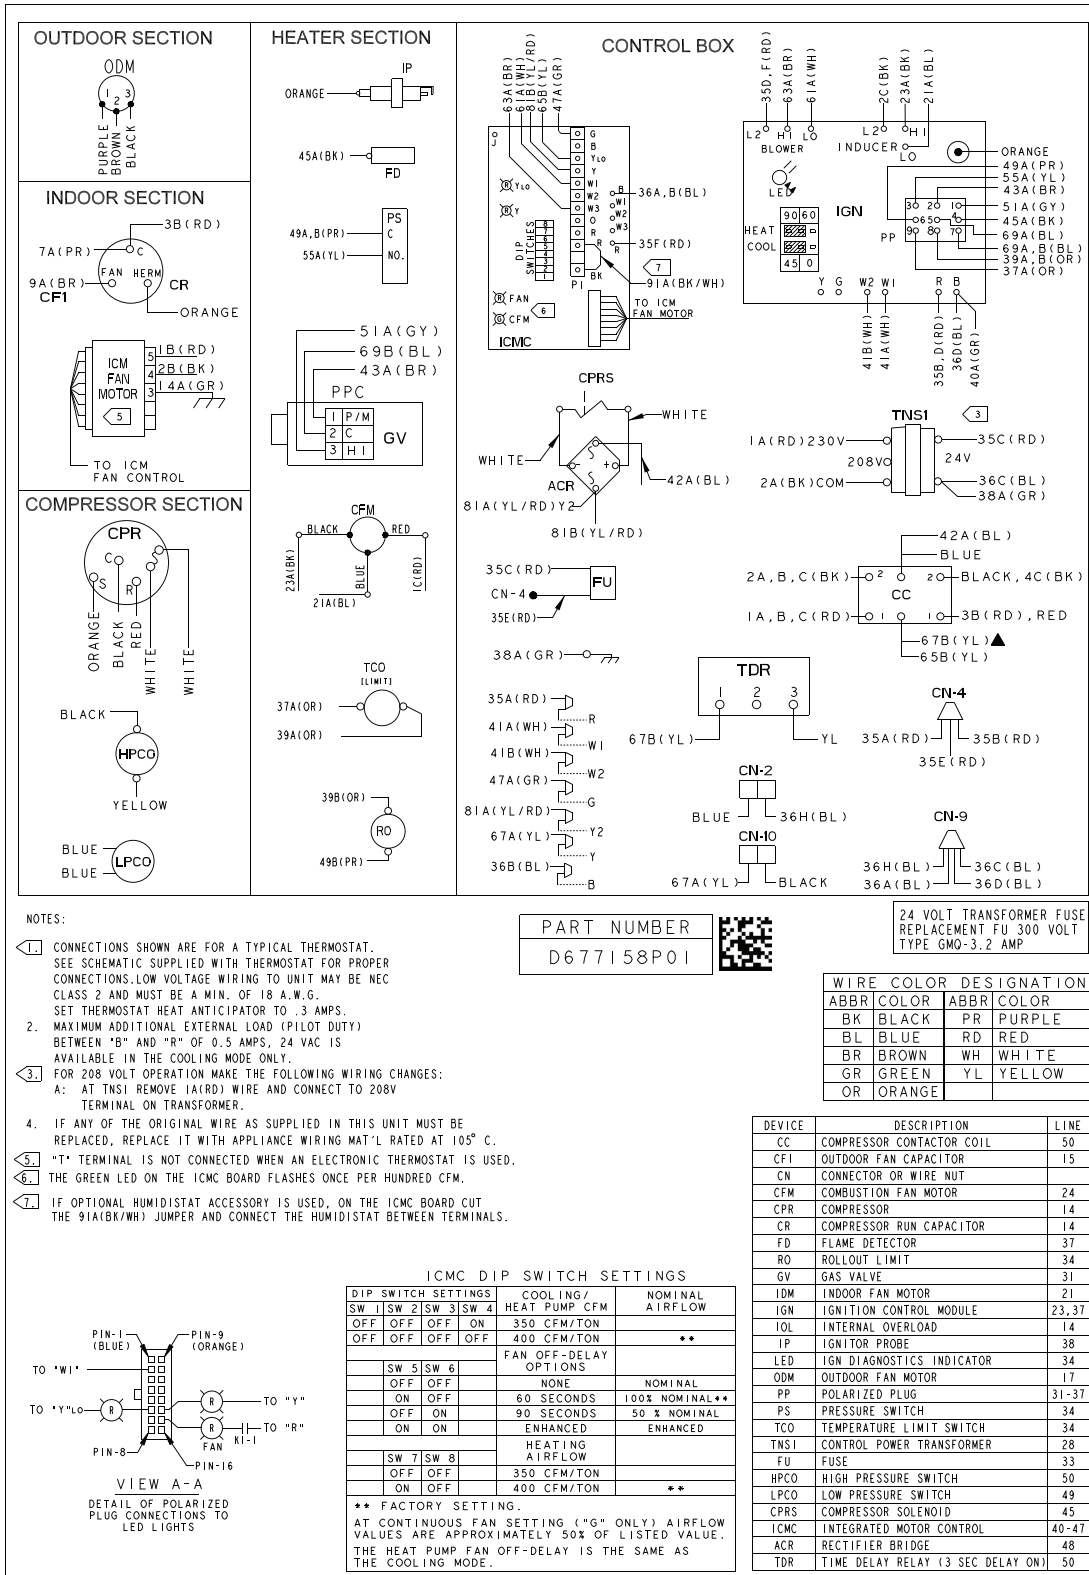 OUTDOOR SECTION
ODM
1 2 3
PURPLE
BROWN
BLACK
INDOOR SECTION
3B(RD)
7A(PR)
C
FAN HERM
9A(BR)
CF1
CR
ORANGE
ICM
FAN
MOTOR
5
5
4
3
1B(RD)
2B(BK)
14A(GR)
TO ICM
FAN CONTROL
COMPRESSOR SECTION
CPR
C
S
S
R
S
ORANGE
BLACK
RED
WHITE
WHITE
BLACK
HPCO
YELLOW
BLUE
BLUE
LPCO
HEATER SECTION
IP
ORANGE
45A(BK)
FD
PS
49A,B(PR)
C
55A(YL)
NO.
51A(GY)
69B(BL)
43A(BR)
PPC
1 P/M
2 C
3 HI
GV
CFM
BLACK
RED
BLUE
23A(BK)
21A(BL)
1C(RD)
TCO
[LIMIT]
37A(OR)
39A(OR)
39B(OR)
RO
49B(PR)
CONTROL BOX
63A(BR)
61A(WH)
81B(YL/RD)
65B(YL)
47A(GR)
J
G
B
YLO
Y
W1
W2
W3
O
R
R
BK
P1
R YLO
R Y
DIP
SWITCHES
8
7
6
5
4
3
2
1
B
W1
W2
W3
R
36A,B(BL)
35F(RD)
7
91A(BK/WH)
R FAN
G CFM
6
ICMC
TO ICM
FAN MOTOR
35D,F(RD)
63A(BR)
61A(WH)
2C(BK)
23A(BK)
21A(BL)
L2 HI LO
BLOWER
L2 HI
INDUCER
LO
LED
IGN
90 60
HEAT
COOL
45 0
PP
3 2 1
6 5 4
9 8 7
ORANGE
49A(PR)
55A(YL)
43A(BR)
51A(GY)
45A(BK)
69A(BL)
69A,B(BL)
39A,B(OR)
37A(OR)
Y G W2 W1 R B
41B(WH)
41A(WH)
35B,D(RD)
36D(BL)
40A(GR)
CPRS
WHITE
WHITE
- +
ACR
42A(BL)
81A(YL/RD)Y2
81B(YL/RD)
TNS1
3
1A(RD)230V
208V
2A(BK)COM
35C(RD)
24V
36C(BL)
38A(GR)
35C(RD)
FU
CN-4
35E(RD)
38A(GR)
42A(BL)
BLUE
2A,B,C(BK)
2
2
BLACK,4C(BK)
CC
1A,B,C(RD)
1
1
3B(RD),RED
67B(YL)▲
65B(YL)
35A(RD)
R
41A(WH)
W1
41B(WH)
W2
47A(GR)
G
81A(YL/RD)
Y2
67A(YL)
Y
36B(BL)
B
TDR
1 2 3
67B(YL)
YL
CN-4
35A(RD)
35B(RD)
35E(RD)
CN-2
BLUE
36H(BL)
CN-10
67A(YL)
BLACK
CN-9
36H(BL)
36C(BL)
36A(BL)
36D(BL)
NOTES:
1. CONNECTIONS SHOWN ARE FOR A TYPICAL THERMOSTAT.
SEE SCHEMATIC SUPPLIED WITH THERMOSTAT FOR PROPER
CONNECTIONS.LOW VOLTAGE WIRING TO UNIT MAY BE NEC
CLASS 2 AND MUST BE A MIN. OF 18 A.W.G.
SET THERMOSTAT HEAT ANTICIPATOR TO .3 AMPS.
2. MAXIMUM ADDITIONAL EXTERNAL LOAD (PILOT DUTY)
BETWEEN "B" AND "R" OF 0.5 AMPS, 24 VAC IS
AVAILABLE IN THE COOLING MODE ONLY.
3. FOR 208 VOLT OPERATION MAKE THE FOLLOWING WIRING CHANGES:
A: AT TNS1 REMOVE 1A(RD) WIRE AND CONNECT TO 208V
TERMINAL ON TRANSFORMER.
4. IF ANY OF THE ORIGINAL WIRE AS SUPPLIED IN THIS UNIT MUST BE
REPLACED, REPLACE IT WITH APPLIANCE WIRING MAT'L RATED AT 105° C.
5. "T" TERMINAL IS NOT CONNECTED WHEN AN ELECTRONIC THERMOSTAT IS USED.
6. THE GREEN LED ON THE ICMC BOARD FLASHES ONCE PER HUNDRED CFM.
7. IF OPTIONAL HUMIDISTAT ACCESSORY IS USED, ON THE ICMC BOARD CUT
THE 91A(BK/WH) JUMPER AND CONNECT THE HUMIDISTAT BETWEEN TERMINALS.
PART NUMBER
D677158P01
24 VOLT TRANSFORMER FUSE
REPLACEMENT FU 300 VOLT
TYPE GMQ-3.2 AMP
WIRE COLOR DESIGNATION
ABBR COLOR ABBR COLOR
BK BLACK PR PURPLE
BL BLUE RD RED
BR BROWN WH WHITE
GR GREEN YL YELLOW
OR ORANGE
DEVICE DESCRIPTION LINE
CC COMPRESSOR CONTACTOR COIL 50
CF1 OUTDOOR FAN CAPACITOR 15
CN CONNECTOR OR WIRE NUT
CFM COMBUSTION FAN MOTOR 24
CPR COMPRESSOR 14
CR COMPRESSOR RUN CAPACITOR 14
FD FLAME DETECTOR 37
RO ROLLOUT LIMIT 34
GV GAS VALVE 31
IDM INDOOR FAN MOTOR 21
IGN IGNITION CONTROL MODULE 23,37
IOL INTERNAL OVERLOAD 14
IP IGNITOR PROBE 38
LED IGN DIAGNOSTICS INDICATOR 34
ODM OUTDOOR FAN MOTOR 17
PP POLARIZED PLUG 31-37
PS PRESSURE SWITCH 34
TCO TEMPERATURE LIMIT SWITCH 34
TNS1 CONTROL POWER TRANSFORMER 28
FU FUSE 33
HPCO HIGH PRESSURE SWITCH 50
LPCO LOW PRESSURE SWITCH 49
CPRS COMPRESSOR SOLENOID 45
ICMC INTEGRATED MOTOR CONTROL 40-47
ACR RECTIFIER BRIDGE 48
TDR TIME DELAY RELAY (3 SEC DELAY ON) 50
ICMC DIP SWITCH SETTINGS
DIP SWITCH SETTINGS COOLING/ NOMINAL
SW 1 SW 2 SW 3 SW 4 HEAT PUMP CFM AIRFLOW
OFF OFF OFF ON 350 CFM/TON
OFF OFF OFF OFF 400 CFM/TON **
FAN OFF-DELAY
SW 5 SW 6 OPTIONS
OFF OFF NONE NOMINAL
ON OFF 60 SECONDS 100% NOMINAL**
OFF ON 90 SECONDS 50 % NOMINAL
ON ON ENHANCED ENHANCED
HEATING
SW 7 SW 8 AIRFLOW
OFF OFF 350 CFM/TON
ON OFF 400 CFM/TON **
** FACTORY SETTING.
AT CONTINUOUS FAN SETTING ("G" ONLY) AIRFLOW
VALUES ARE APPROXIMATELY 50% OF LISTED VALUE.
THE HEAT PUMP FAN OFF-DELAY IS THE SAME AS
THE COOLING MODE.
PIN-1
(BLUE)
PIN-9
(ORANGE)
TO "W1"
TO "Y"LO
R
R
TO "Y"
R
FAN
K1-1
TO "R"
PIN-8
PIN-16
VIEW A-A
DETAIL OF POLARIZED
PLUG CONNECTIONS TO
LED LIGHTS